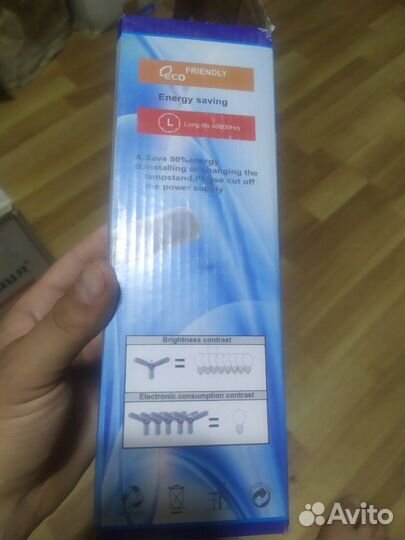 eco FRIENDLY
Energy saving
L Long life 40000Hrs
A.Save 80%energy
B.Installing or changing the
lampstand,Please cut off
the power supply
Brightness contrast
=
Electronic consumption contrast
=
Avito